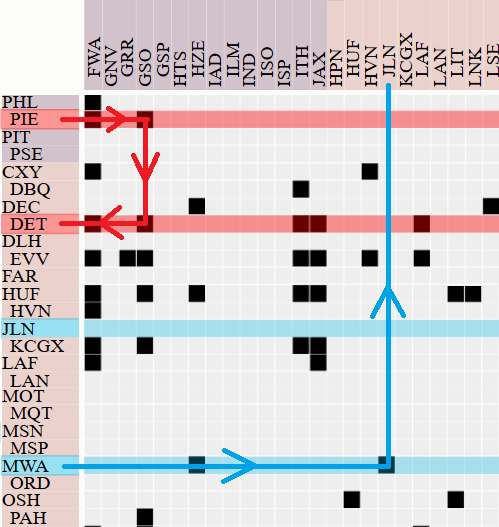 FWA
GNV
GRR
GSO
GSP
HTS
HZE
IAD
ILM
IND
ISO
ISP
ITH
JAX
HPN
HUF
HVN
JLN
KCGX
LAF
LAN
LIT
LNK
LSE
PHL
PIE
PIT
PSE
CXY
DBQ
DEC
DET
DLH
EVV
FAR
HUF
HVN
JLN
KCGX
LAF
LAN
MOT
MQT
MSN
MSP
MWA
ORD
OSH
PAH